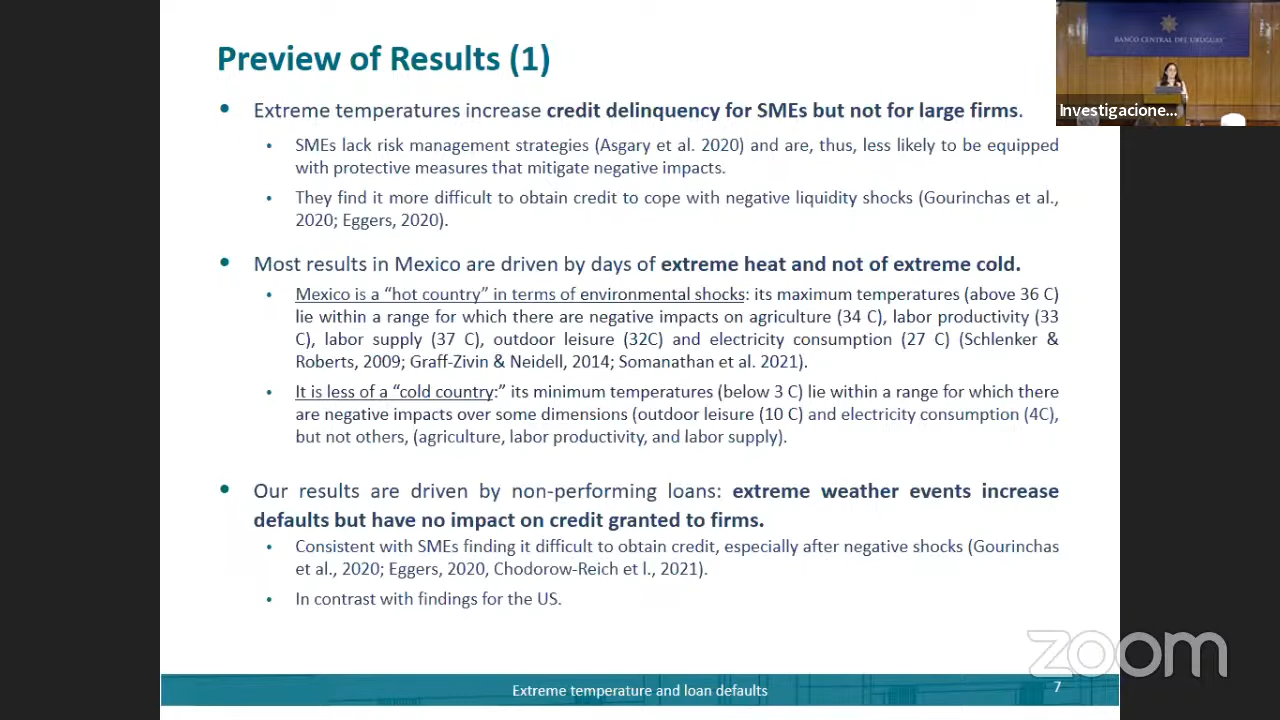 Preview of Results (1)
BANCO CENTRAL DEL URUGUAY
Investigacione...
• Extreme temperatures increase credit delinquency for SMEs but not for large firms.
• SMEs lack risk management strategies (Asgary et al. 2020) and are, thus, less likely to be equipped
with protective measures that mitigate negative impacts.
• They find it more difficult to obtain credit to cope with negative liquidity shocks (Gourinchas et al.,
2020; Eggers, 2020).
• Most results in Mexico are driven by days of extreme heat and not of extreme cold.
• Mexico is a “hot country” in terms of environmental shocks: its maximum temperatures (above 36 C)
lie within a range for which there are negative impacts on agriculture (34 C), labor productivity (33
C), labor supply (37 C), outdoor leisure (32C) and electricity consumption (27 C) (Schlenker &
Roberts, 2009; Graff-Zivin & Neidell, 2014; Somanathan et al. 2021).
• It is less of a “cold country:” its minimum temperatures (below 3 C) lie within a range for which there
are negative impacts over some dimensions (outdoor leisure (10 C) and electricity consumption (4C),
but not others, (agriculture, labor productivity, and labor supply).
• Our results are driven by non-performing loans: extreme weather events increase
defaults but have no impact on credit granted to firms.
• Consistent with SMEs finding it difficult to obtain credit, especially after negative shocks (Gourinchas
et al., 2020; Eggers, 2020, Chodorow-Reich et l., 2021).
• In contrast with findings for the US.
zoom
Extreme temperature and loan defaults
7